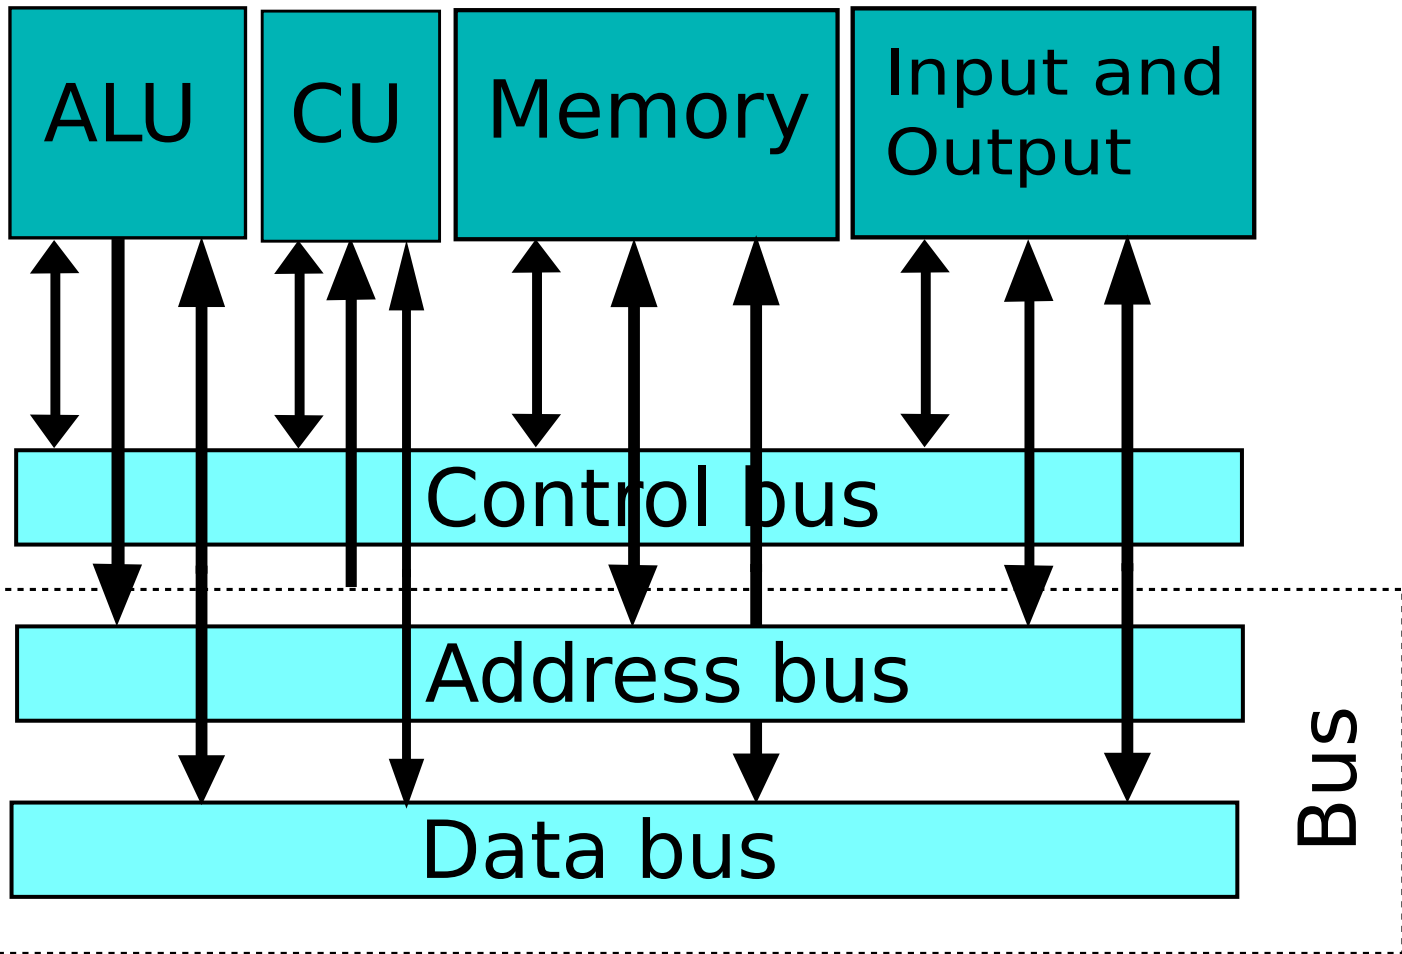 ALU
CU
Memory
Input and
Output
Control bus
Address bus
Data bus
Bus